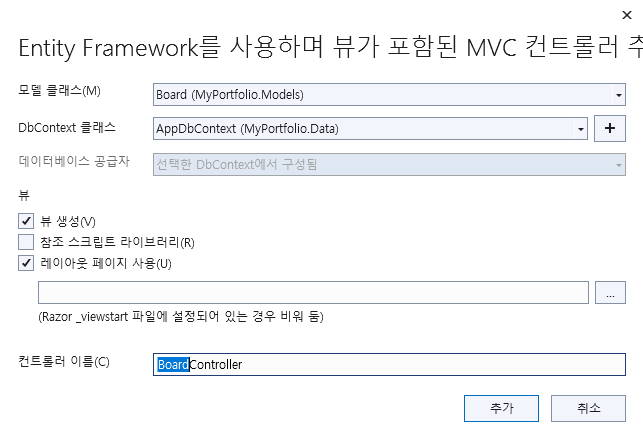 Entity Framework를 사용하며 뷰가 포함된 MVC 컨트롤러 추
모델 클래스(M)
Board (MyPortfolio.Models)
DbContext 클래스
AppDbContext (MyPortfolio.Data)
데이터베이스 공급자
선택한 DbContext에서 구성됨
뷰
뷰 생성(V)
참조 스크립트 라이브러리(R)
레이아웃 페이지 사용(U)
...
(Razor _viewstart 파일에 설정되어 있는 경우 비워 둠)
컨트롤러 이름(C)
BoardController
추가
취소